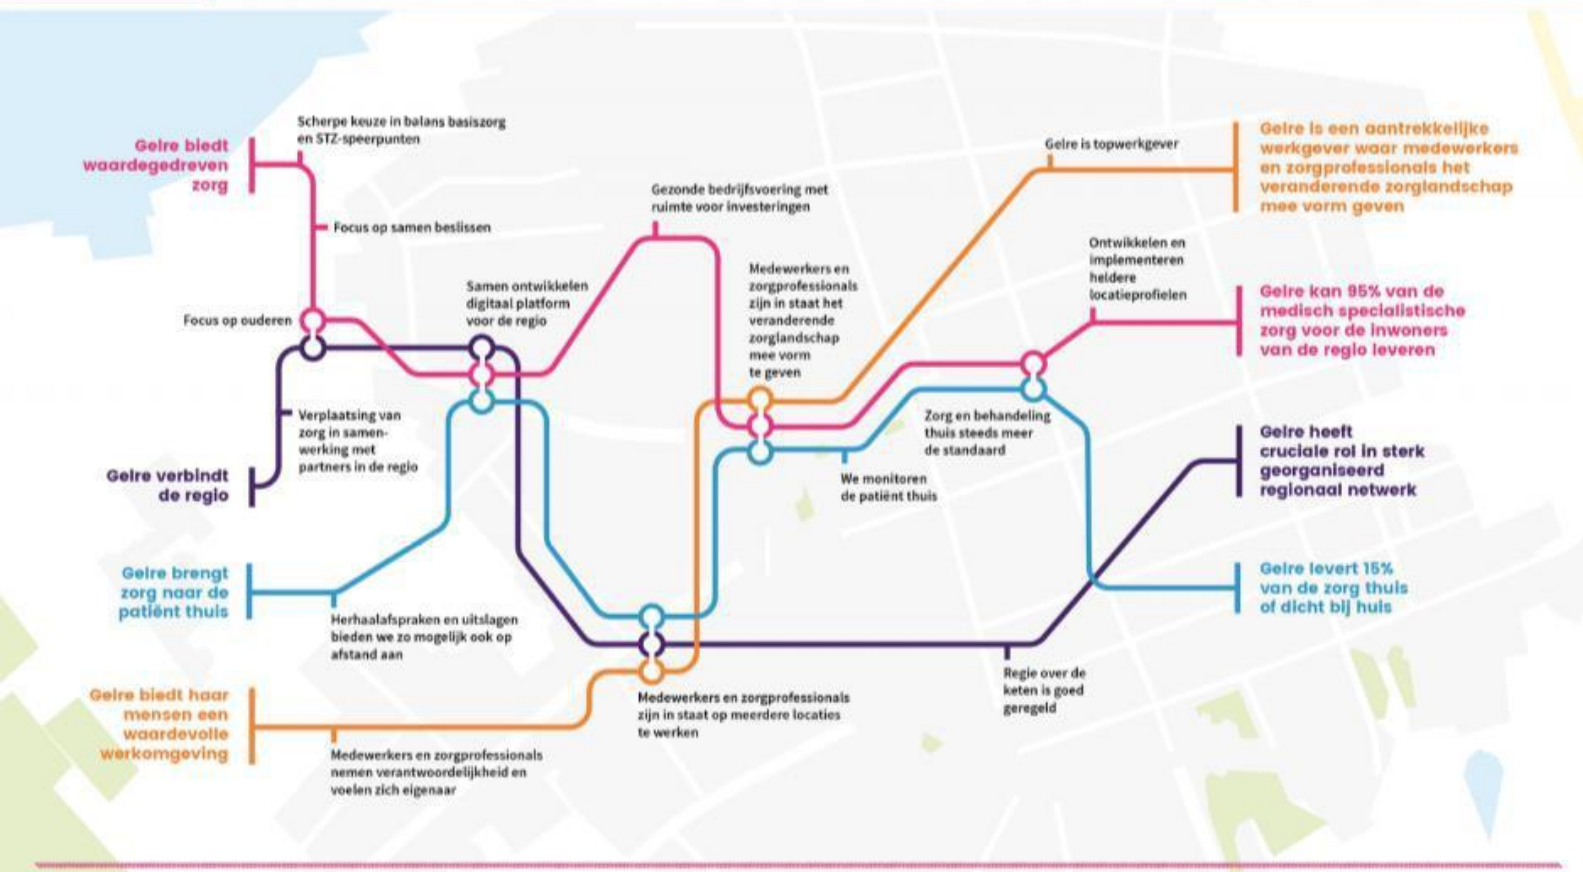 Gelre biedt
waardegedreven
zorg
Scherpe keuze in balans basiszorg
en STZ-speerpunten
Focus op samen beslissen
Focus op ouderen
Verplaatsing van
zorg in samen-
werking met
partners in de regio
Gelre verbindt
de regio
Gelre brengt
zorg naar de
patiënt thuis
Herhaalafspraken en uitslagen
bieden we zo mogelijk ook op
afstand aan
Gelre biedt haar
mensen een
waardevolle
werkomgeving
Medewerkers en zorgprofessionals
nemen verantwoordelijkheid en
voelen zich eigenaar
Samen ontwikkelen
digitaal platform
voor de regio
Gezonde bedrijfsvoering met
ruimte voor investeringen
Medewerkers en zorgprofessionals
zijn in staat op meerdere locaties
te werken
Medewerkers en
zorgprofessionals
zijn in staat het
veranderende
zorglandschap
mee vorm
te geven
We monitoren
de patiënt thuis
Zorg en behandeling
thuis steeds meer
de standaard
Gelre is topwerkgever
Ontwikkelen en
implementeren
heldere
locatieprofielen
Regie over de
keten is goed
geregeld
Gelre is een aantrekkelijke
werkgever waar medewerkers
en zorgprofessionals het
veranderende zorglandschap
mee vorm geven
Gelre kan 95% van de
medisch specialistische
zorg voor de inwoners
van de regio leveren
Gelre heeft
cruciale rol in sterk
georganiseerd
regionaal netwerk
Gelre levert 15%
van de zorg thuis
of dicht bij huis